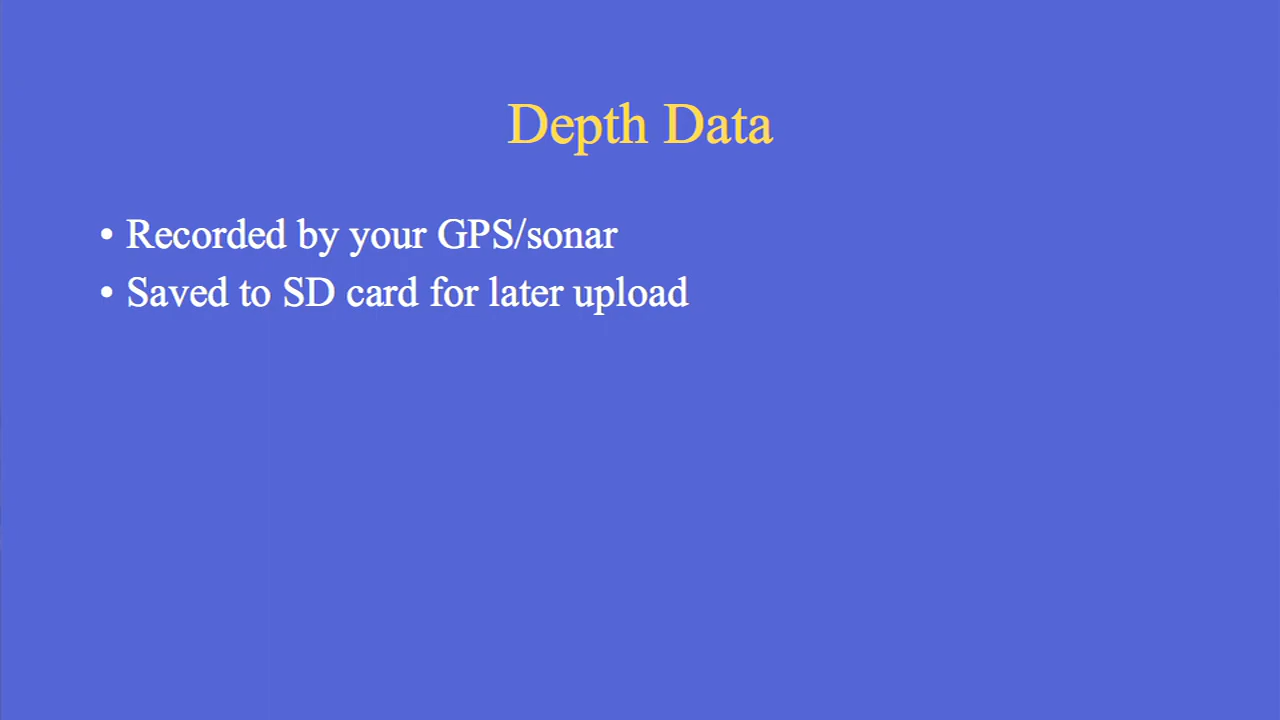 Depth Data
• Recorded by your GPS/sonar
• Saved to SD card for later upload